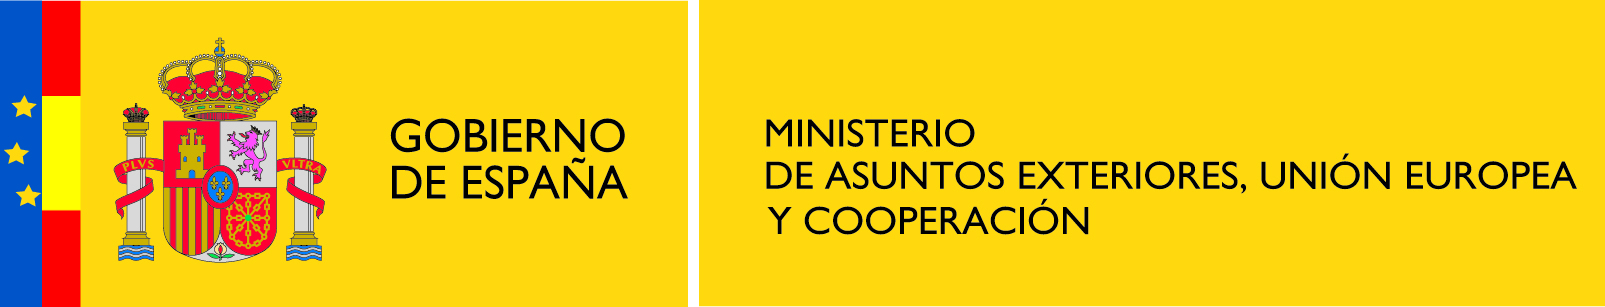 PLVS VLTRA
GOBIERNO
DE ESPAÑA
MINISTERIO
DE ASUNTOS EXTERIORES, UNIÓN EUROPEA
Y COOPERACIÓN